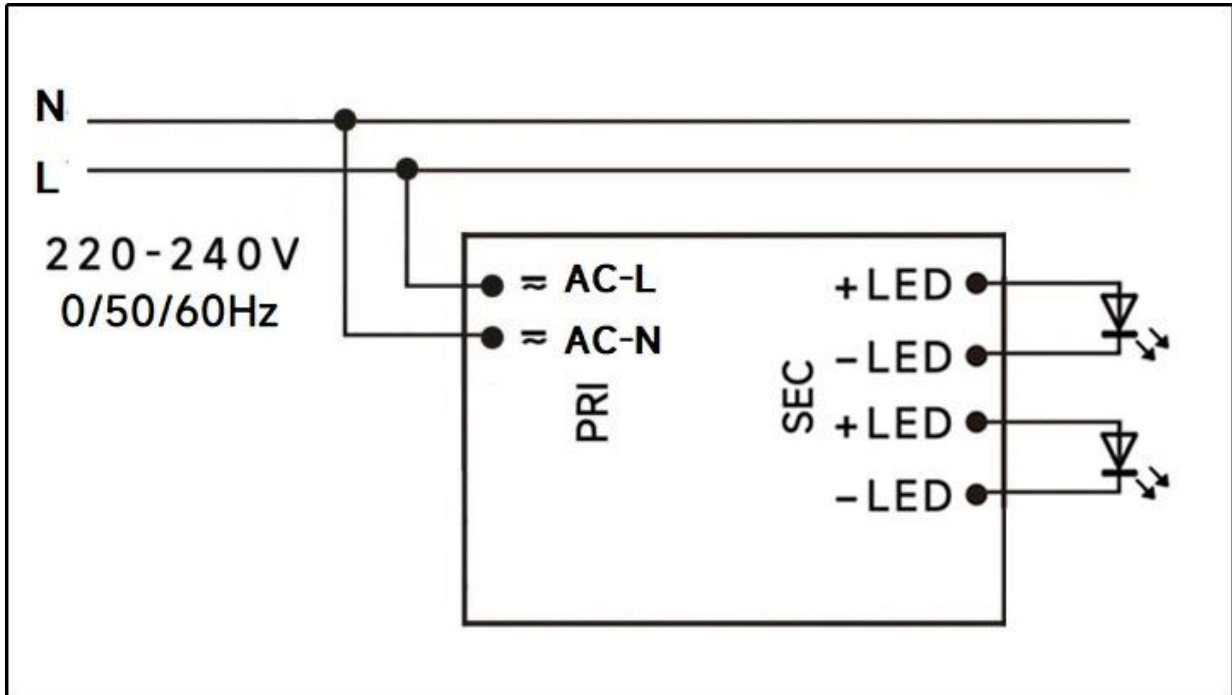 N
L
220-240V
0/50/60Hz
≂ AC-L
≂ AC-N
PRI
SEC
+LED
-LED
+LED
-LED